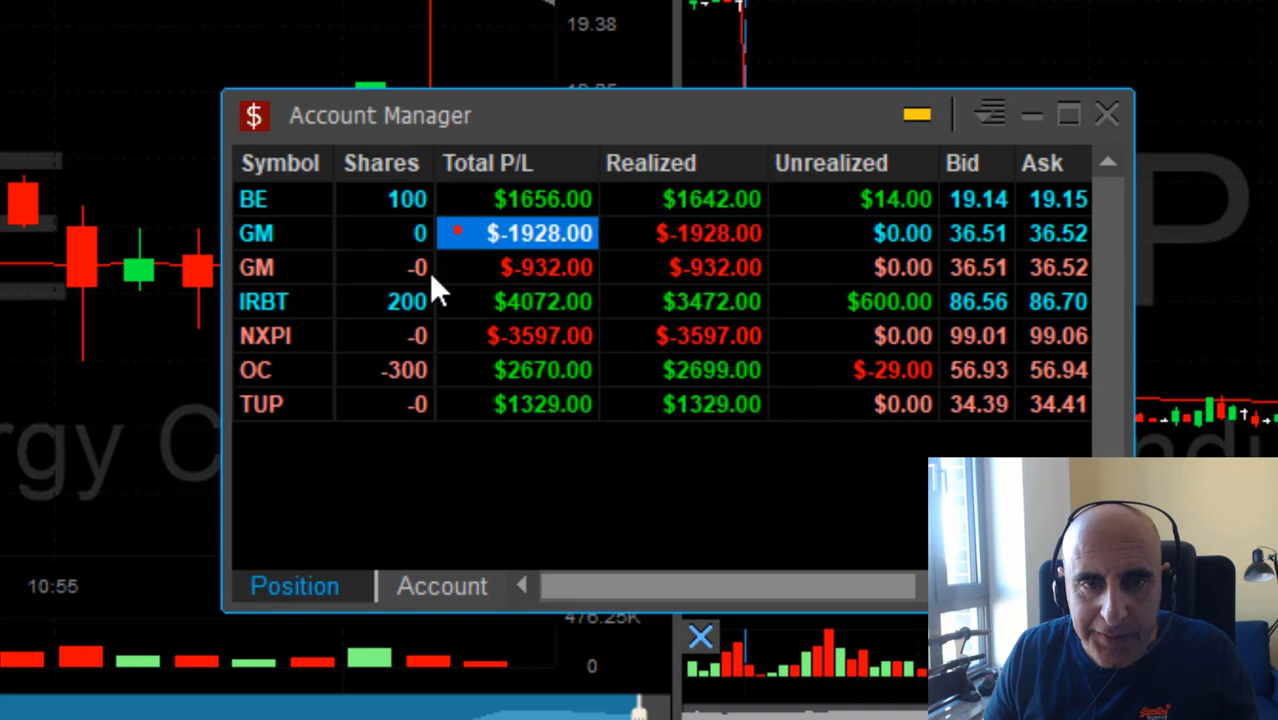 19.38
$ Account Manager
Symbol Shares Total P/L Realized Unrealized Bid Ask
BE 100 $1656.00 $1642.00 $14.00 19.14 19.15
GM 0 $-1928.00 $-1928.00 $0.00 36.51 36.52
GM -0 $-932.00 $-932.00 $0.00 36.51 36.52
IRBT 200 $4072.00 $3472.00 $600.00 86.56 86.70
NXPI -0 $-3597.00 $-3597.00 $0.00 99.01 99.06
OC -300 $2670.00 $2699.00 $-29.00 56.93 56.94
TUP -0 $1329.00 $1329.00 $0.00 34.39 34.41
P
rgy C
ndi
10:55
Position Account
476.25K
0